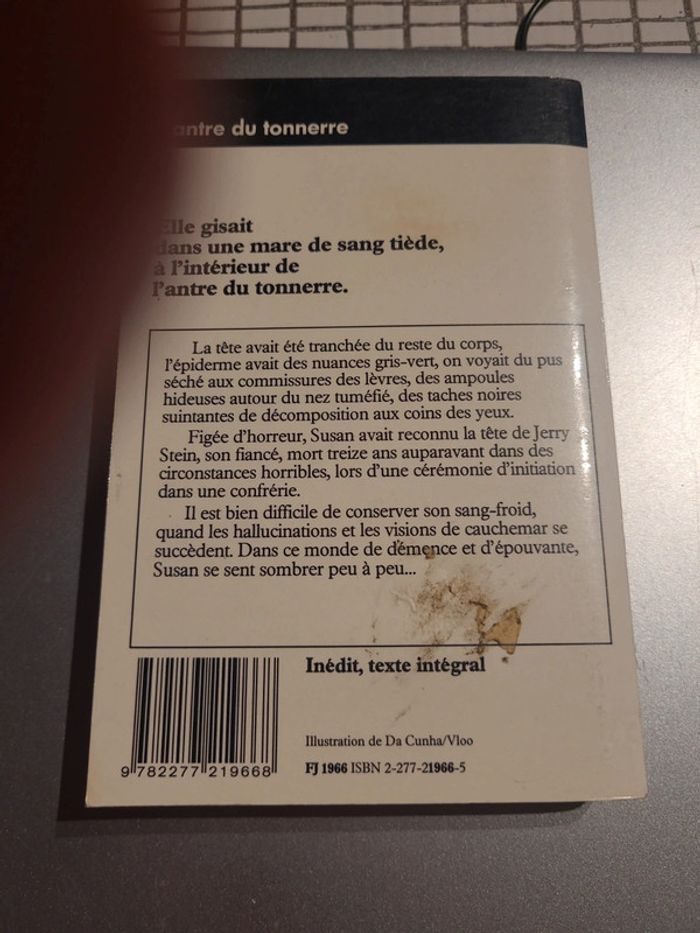 antre du tonnerre
Elle gisait
dans une mare de sang tiède,
à l'intérieur de
l'antre du tonnerre.
La tête avait été tranchée du reste du corps,
l'épiderme avait des nuances gris-vert, on voyait du pus
séché aux commissures des lèvres, des ampoules
hideuses autour du nez tuméfié, des taches noires
suintantes de décomposition aux coins des yeux.
Figée d'horreur, Susan avait reconnu la tête de Jerry
Stein, son fiancé, mort treize ans auparavant dans des
circonstances horribles, lors d'une cérémonie d'initiation
dans une confrérie.
Il est bien difficile de conserver son sang-froid,
quand les hallucinations et les visions de cauchemar se
succèdent. Dans ce monde de démence et d'épouvante,
Susan se sent sombrer peu à peu...
Inédit, texte intégral
Illustration de Da Cunha/Vloo
FJ 1966 ISBN 2-277-21966-5
9 782277 219668